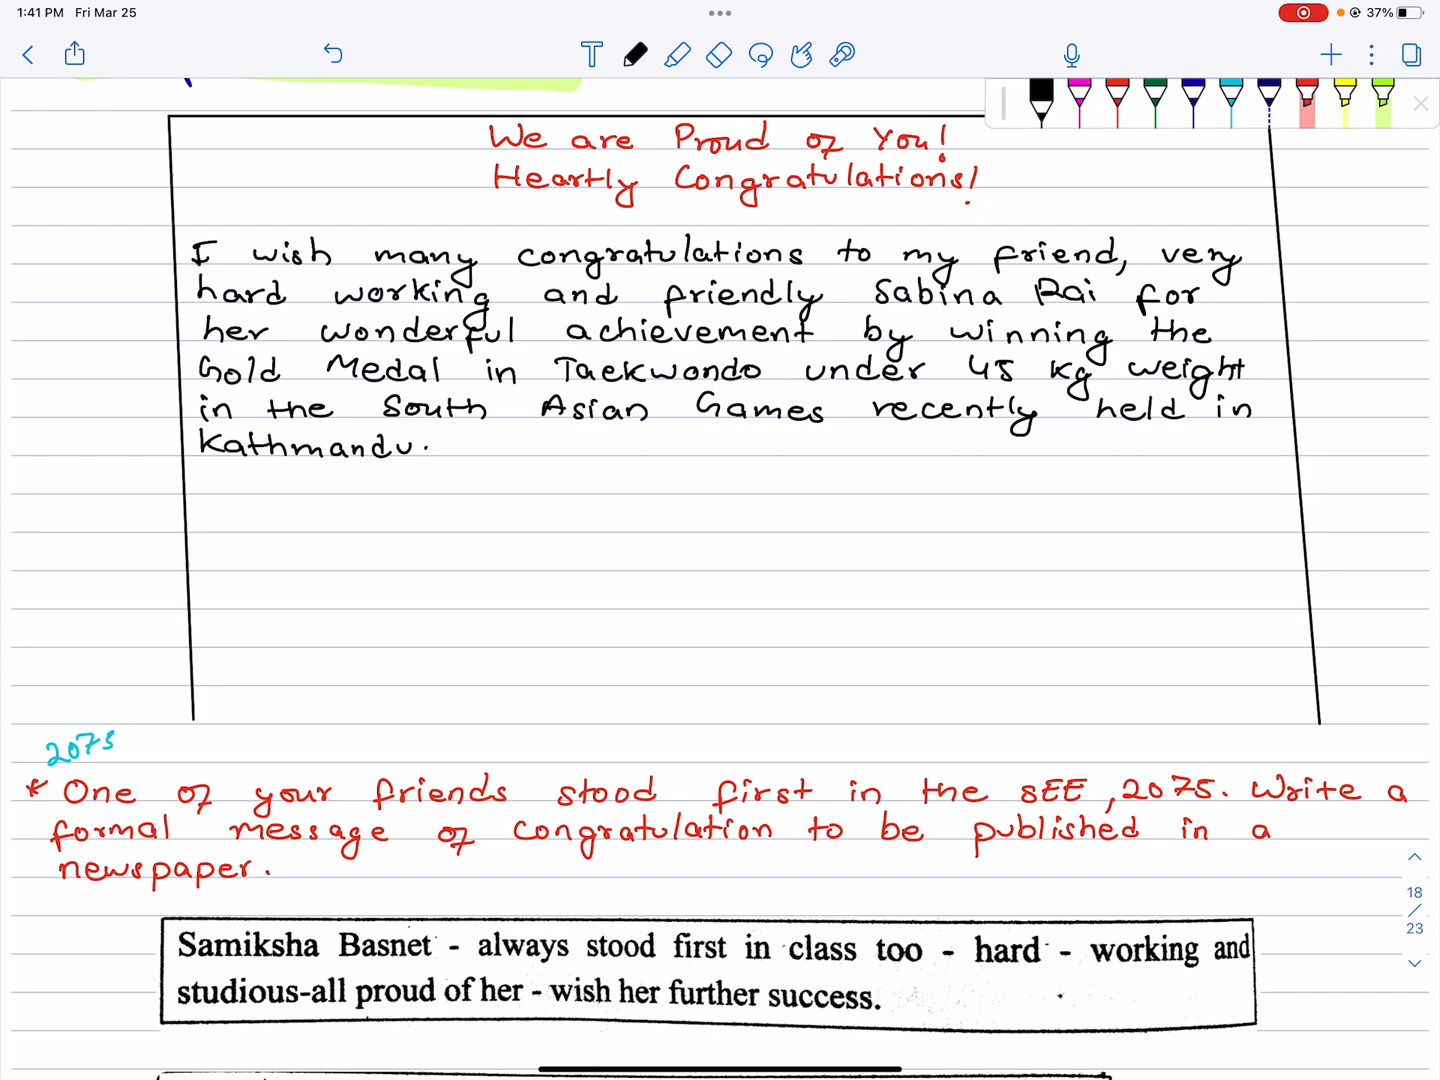 1:41 PM Fri Mar 25
37%
We are Proud of You!
Heartly Congratulations!
I wish many congratulations to my friend, very
hard working and friendly Sabina Rai for
her wonderful achievement by winning the
Gold Medal in Taekwondo under 45 kg weight
in the South Asian Games recently held in
Kathmandu.
2075
* One of your friends stood first in the SEE, 2075. Write a
formal message of congratulation to be published in a
newspaper.
Samiksha Basnet - always stood first in class too - hard - working and
studious-all proud of her - wish her further success.
18
/
23